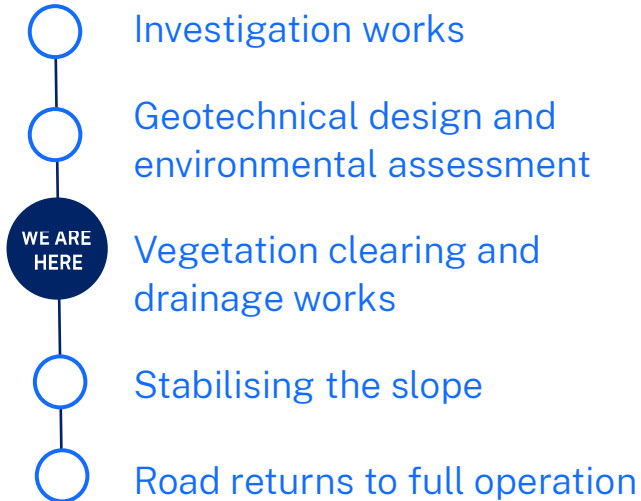 Investigation works
Geotechnical design and
environmental assessment
WE ARE
HERE
Vegetation clearing and
drainage works
Stabilising the slope
Road returns to full operation